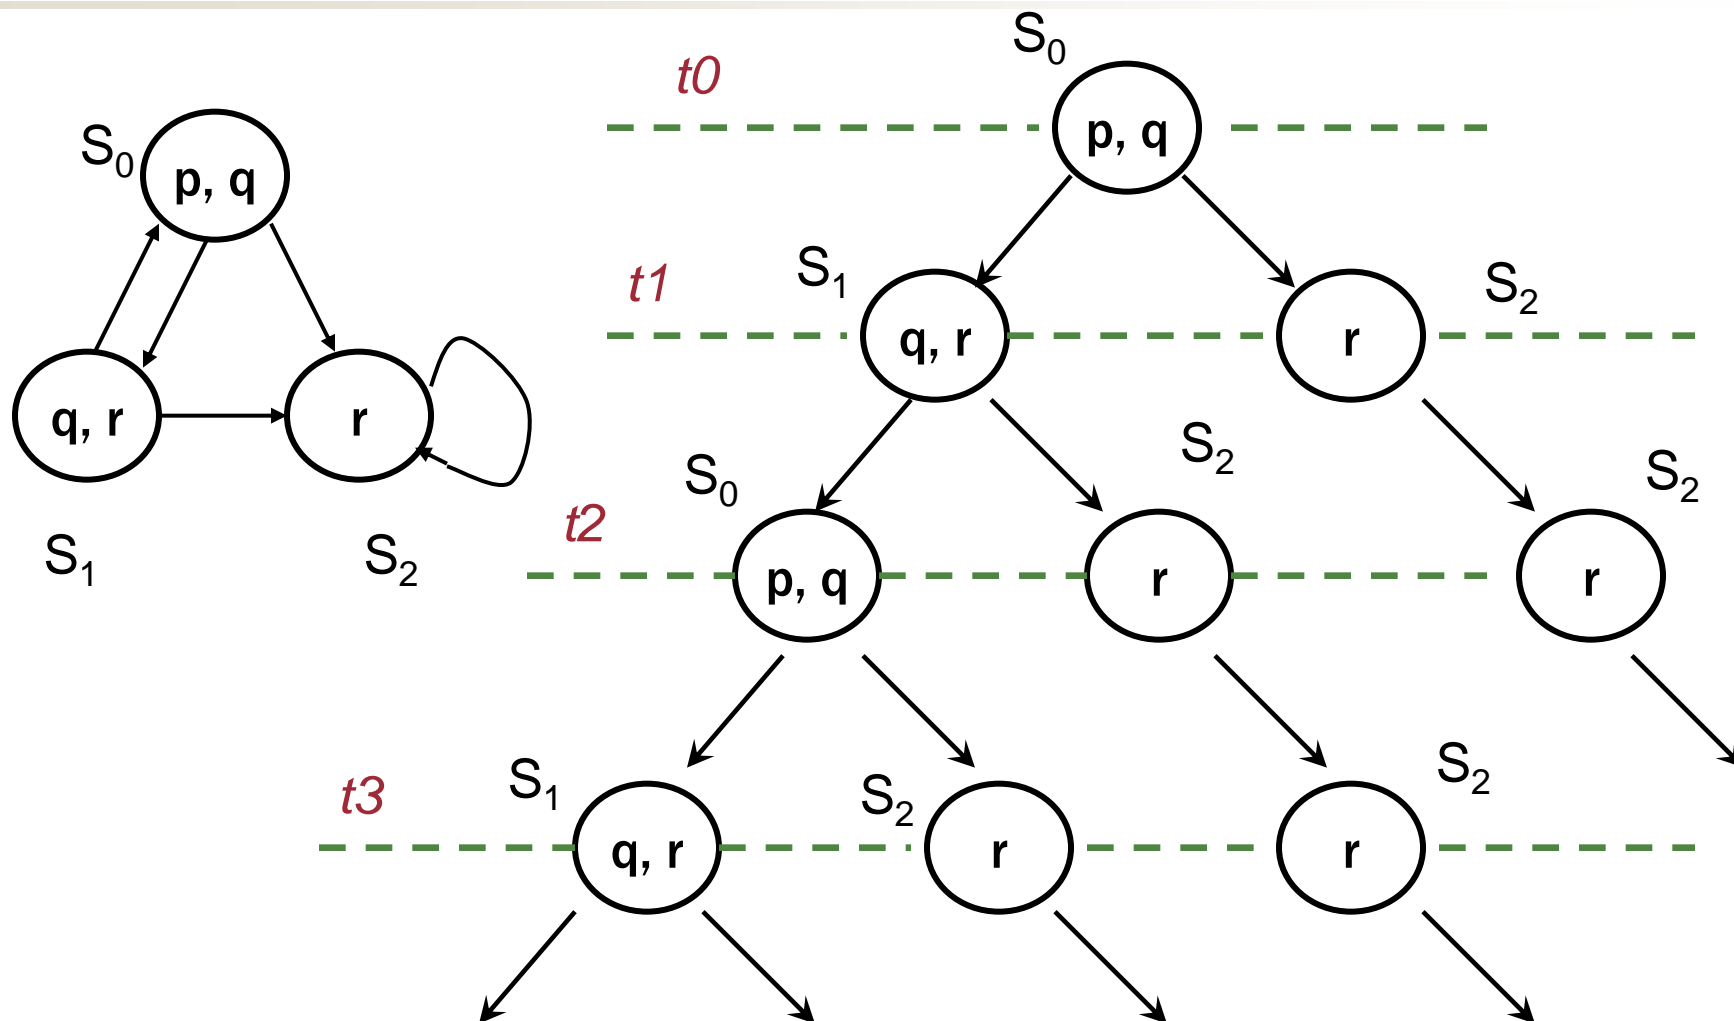 S₀
p, q
q, r
r
S₁
S₂
t0
S₀
p, q
t1
S₁
q, r
r
S₂
t2
S₀
p, q
S₂
r
S₂
r
t3
S₁
q, r
S₂
r
S₂
r